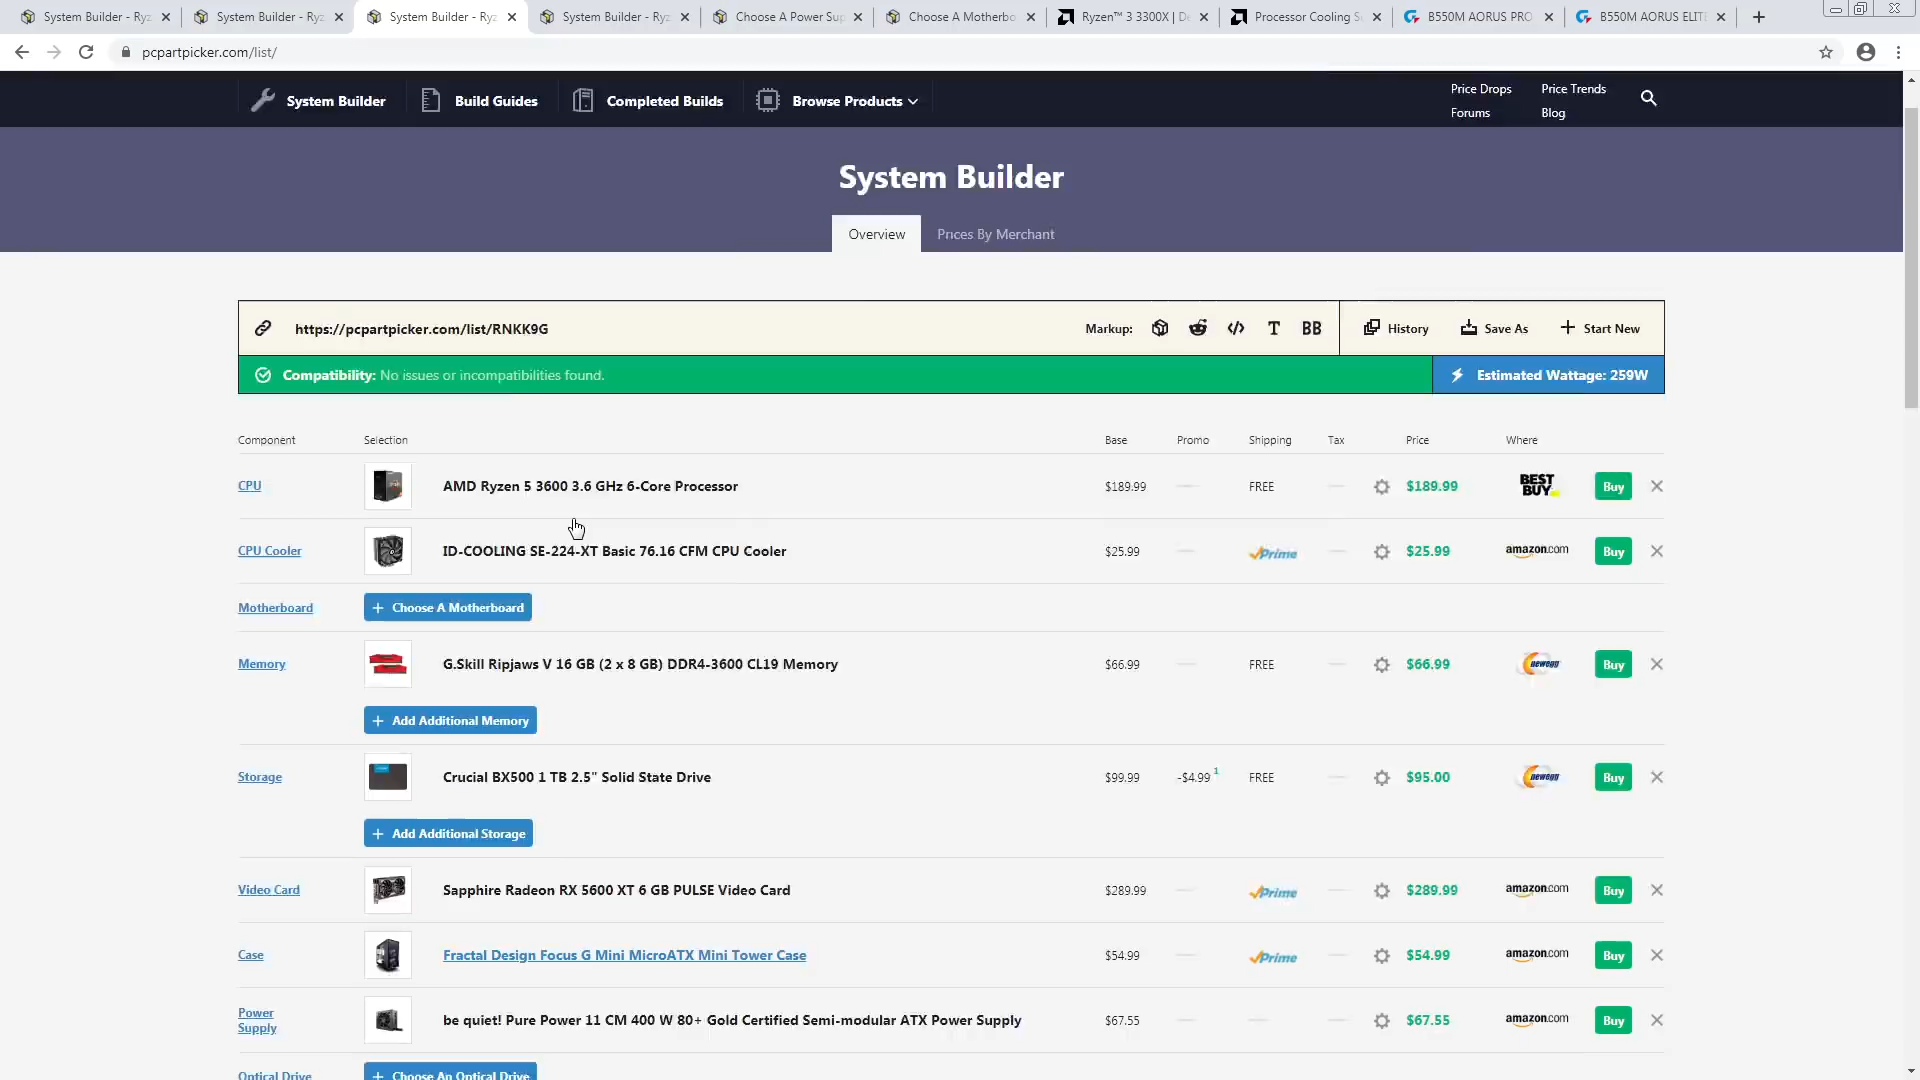 System Builder - Ryz
System Builder - Ryz
System Builder - Ryz
System Builder - Ryz
Choose A Power Sup
Choose A Motherbo
Ryzen™ 3 3300X | De
Processor Cooling S
B550M AORUS PRO
B550M AORUS ELITE
pcpartpicker.com/list/
System Builder
Build Guides
Completed Builds
Browse Products
Price Drops
Price Trends
Forums
Blog
System Builder
Overview
Prices By Merchant
https://pcpartpicker.com/list/RNKK9G
Markup:
T
BB
History
Save As
Start New
Compatibility: No issues or incompatibilities found.
Estimated Wattage: 259W
Component Selection Base Promo Shipping Tax Price Where
CPU AMD Ryzen 5 3600 3.6 GHz 6-Core Processor $189.99 FREE $189.99 BEST BUY Buy
CPU Cooler ID-COOLING SE-224-XT Basic 76.16 CFM CPU Cooler $25.99 Prime $25.99 amazon.com Buy
Motherboard + Choose A Motherboard
Memory G.Skill Ripjaws V 16 GB (2 x 8 GB) DDR4-3600 CL19 Memory $66.99 FREE $66.99 newegg Buy
+ Add Additional Memory
Storage Crucial BX500 1 TB 2.5" Solid State Drive $99.99 -$4.99 1 FREE $95.00 newegg Buy
+ Add Additional Storage
Video Card Sapphire Radeon RX 5600 XT 6 GB PULSE Video Card $289.99 Prime $289.99 amazon.com Buy
Case Fractal Design Focus G Mini MicroATX Mini Tower Case $54.99 Prime $54.99 amazon.com Buy
Power
Supply be quiet! Pure Power 11 CM 400 W 80+ Gold Certified Semi-modular ATX Power Supply $67.55 $67.55 amazon.com Buy
Optical Drive + Choose An Optical Drive